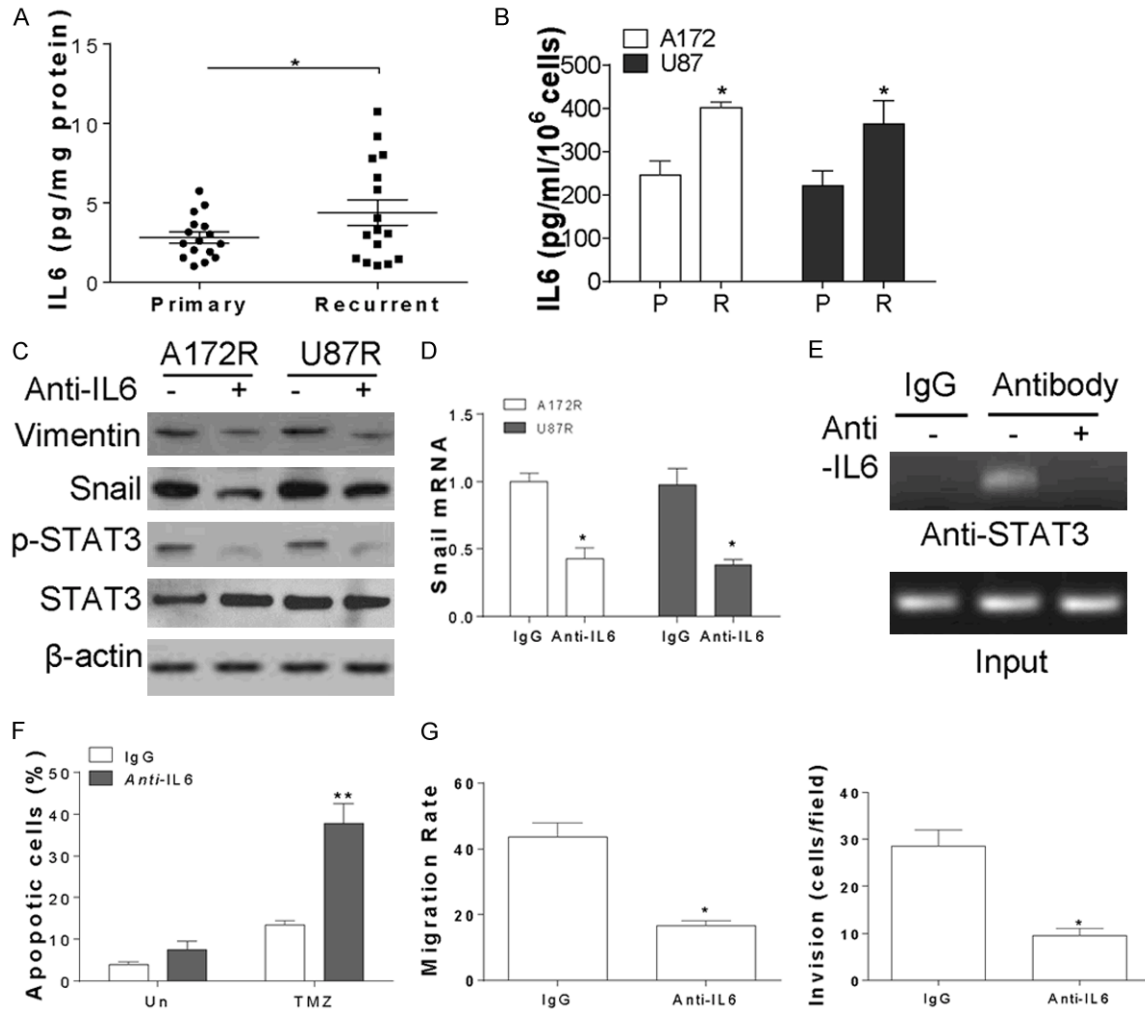 A
IL6 (pg/mg protein)
15
10
5
0
*
Primary Recurrent
B
A172
U87
IL6 (pg/ml/10^6 cells)
500
400
300
200
100
0
* *
P R P R
C
A172R U87R
Anti-IL6 - + - +
Vimentin
Snail
p-STAT3
STAT3
β-actin
D
A172R
U87R
Snail mRNA
1.5
1.0
0.5
0.0
* *
IgG Anti-IL6 IgG Anti-IL6
E
IgG Antibody
Anti - - +
-IL6
Anti-STAT3
Input
F
IgG
Anti-IL6
Apopotic cells (%)
50
40
30
20
10
0
**
Un TMZ
G
Migration Rate
60
40
20
0
*
IgG Anti-IL6
Invision (cells/field)
40
30
20
10
0
*
IgG Anti-IL6